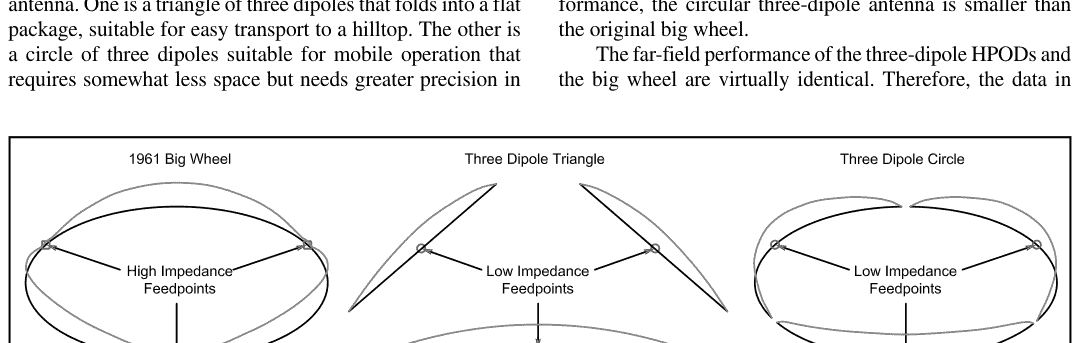 antenna. One is a triangle of three dipoles that folds into a flat
package, suitable for easy transport to a hilltop. The other is
a circle of three dipoles suitable for mobile operation that
requires somewhat less space but needs greater precision in
formance, the circular three-dipole antenna is smaller than
the original big wheel.
The far-field performance of the three-dipole HPODs and
the big wheel are virtually identical. Therefore, the data in
1961 Big Wheel
High Impedance
Feedpoints
Three Dipole Triangle
Low Impedance
Feedpoints
Three Dipole Circle
Low Impedance
Feedpoints